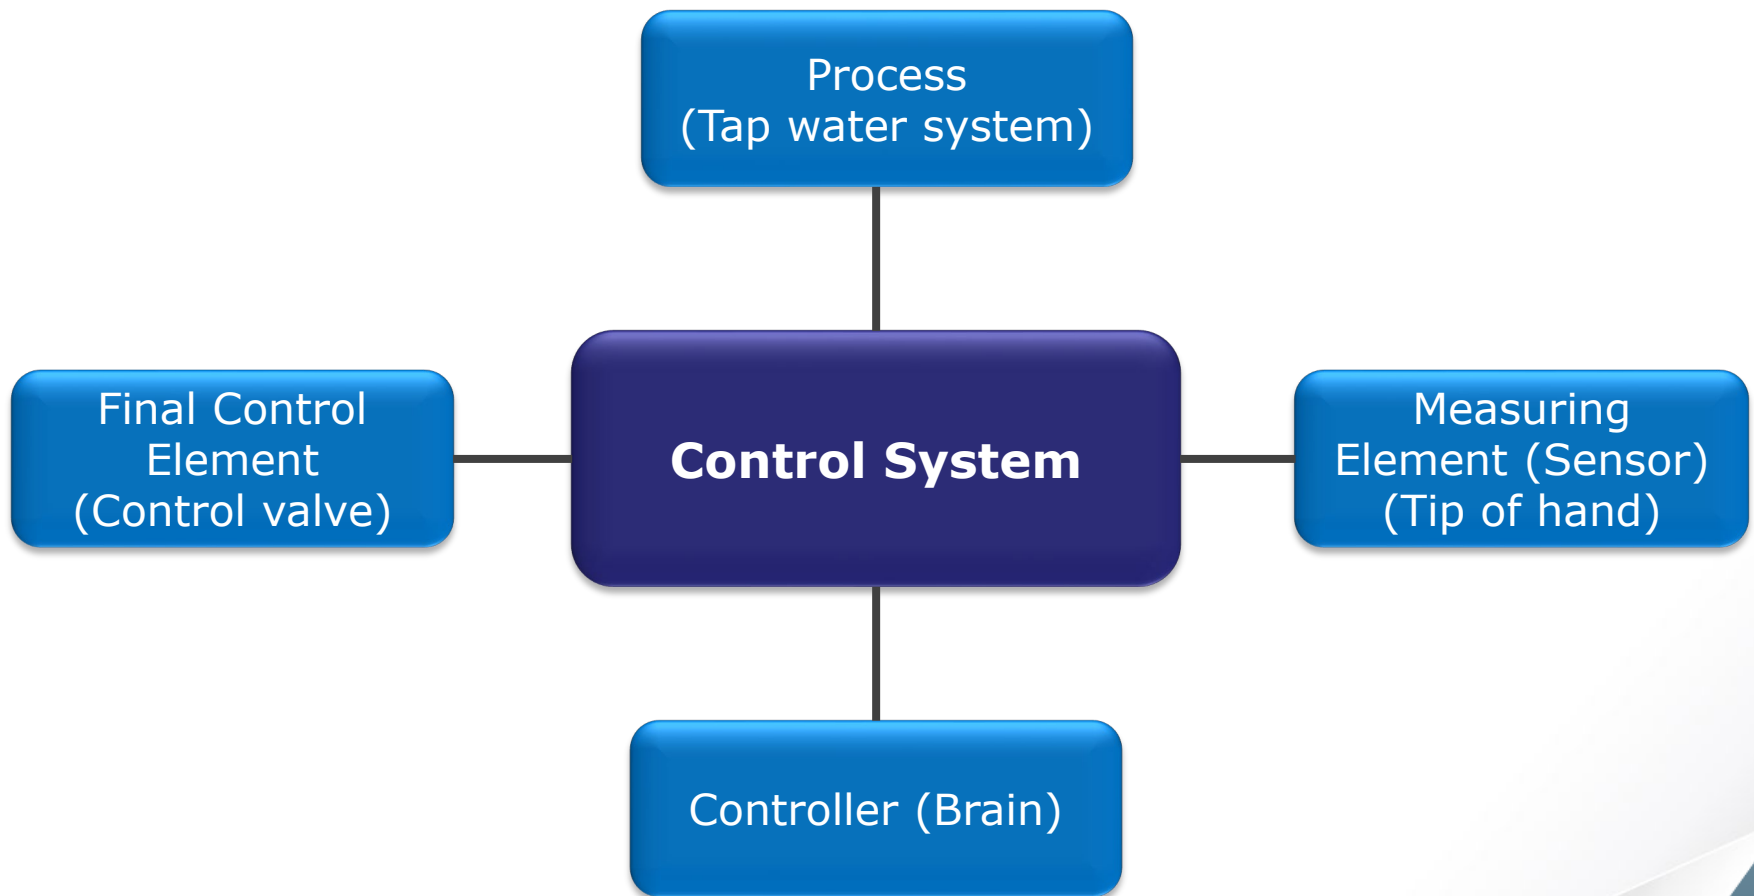 Process
(Tap water system)
Final Control
Element
(Control valve)
Control System
Measuring
Element (Sensor)
(Tip of hand)
Controller (Brain)